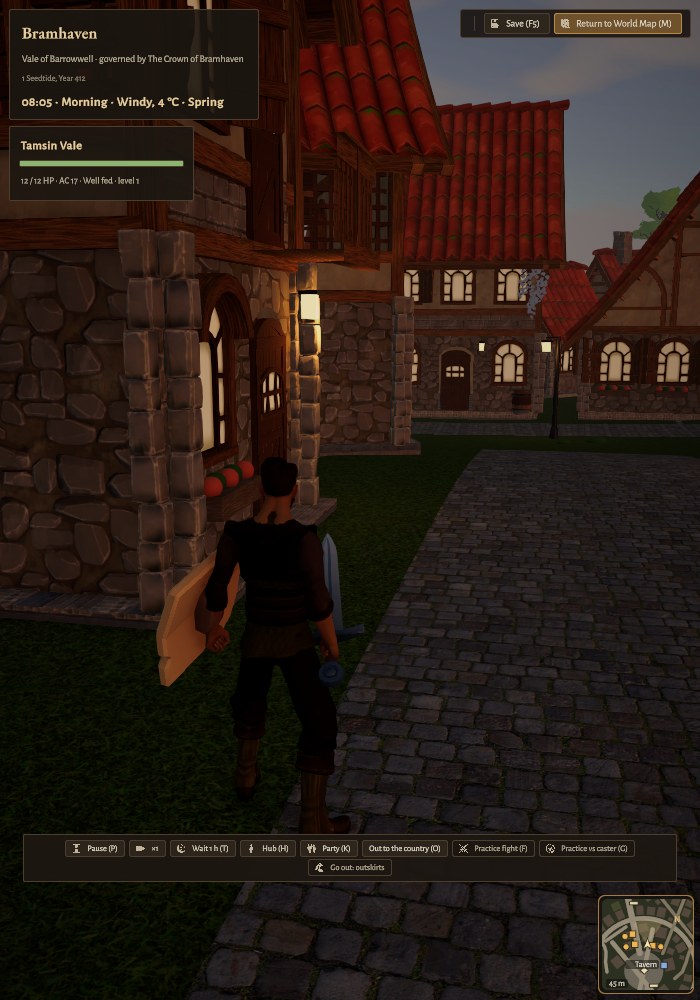 Bramhaven
Vale of Barrowwell · governed by The Crown of Bramhaven
1 Seedtide, Year 412
08:05 · Morning · Windy, 4 °C · Spring
Tamsin Vale
12 / 12 HP · AC 17 · Well fed · level 1
Save (F5)
Return to World Map (M)
Pause (P)
×1
Wait 1 h (T)
Hub (H)
Party (K)
Out to the country (O)
Practice fight (F)
Practice vs caster (G)
Go out: outskirts
N
Tavern
45 m